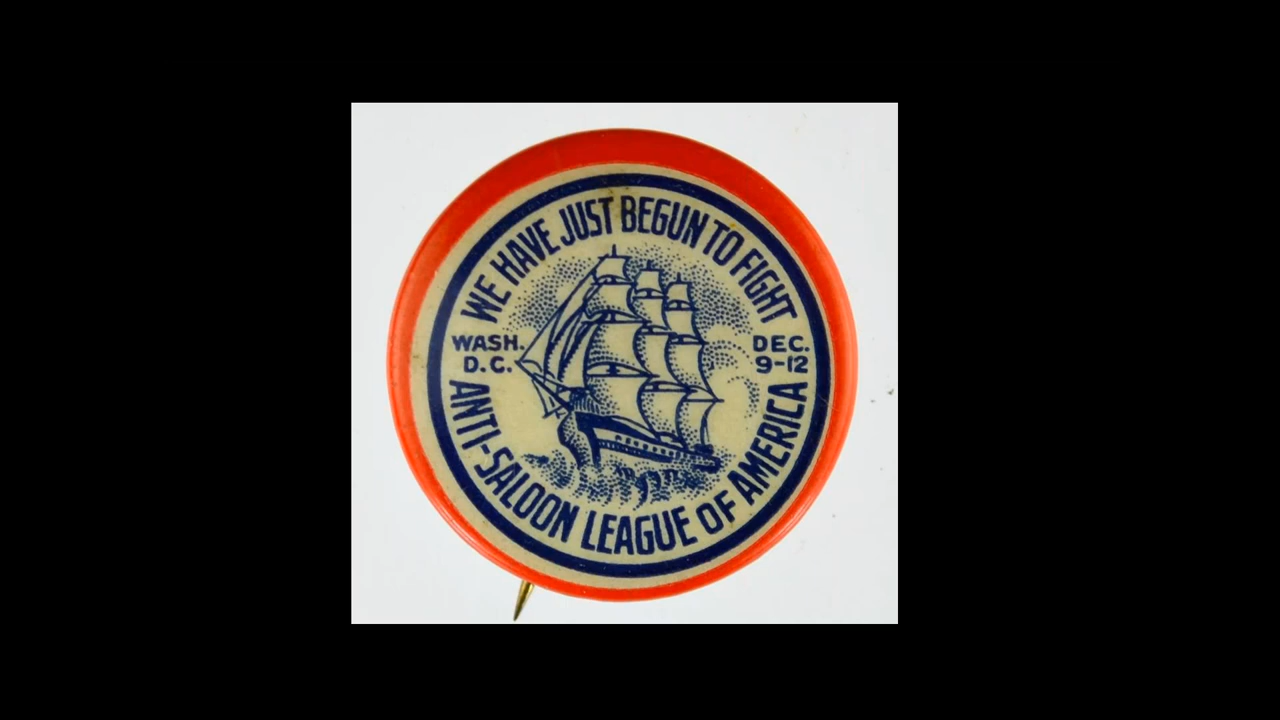 WE HAVE JUST BEGUN TO FIGHT
WASH.
D.C.
DEC.
9-12
ANTI-SALOON LEAGUE OF AMERICA